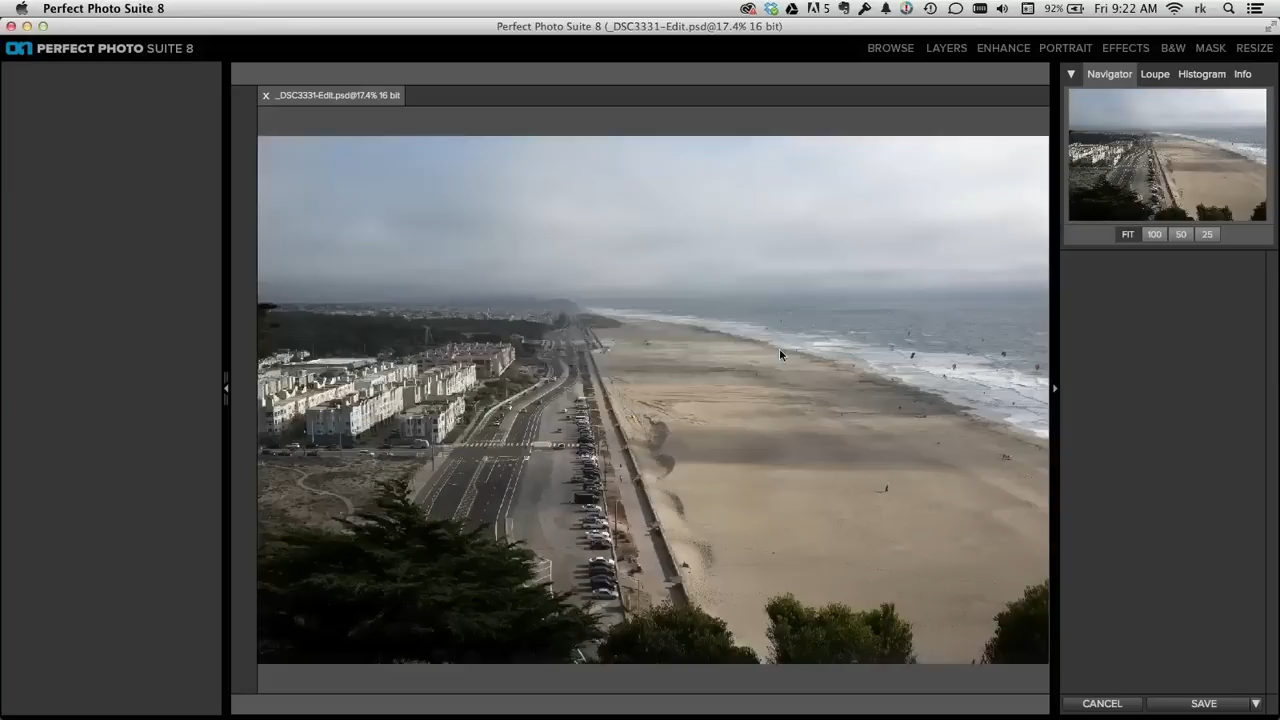 Perfect Photo Suite 8
5
92%
Fri 9:22 AM
rk
Perfect Photo Suite 8 (_DSC3331-Edit.psd@17.4% 16 bit)
PERFECT PHOTO SUITE 8
BROWSE LAYERS ENHANCE PORTRAIT EFFECTS B&W MASK RESIZE
Navigator Loupe Histogram Info
x _DSC3331-Edit.psd@17.4% 16 bit
FIT 100 50 25
CANCEL SAVE